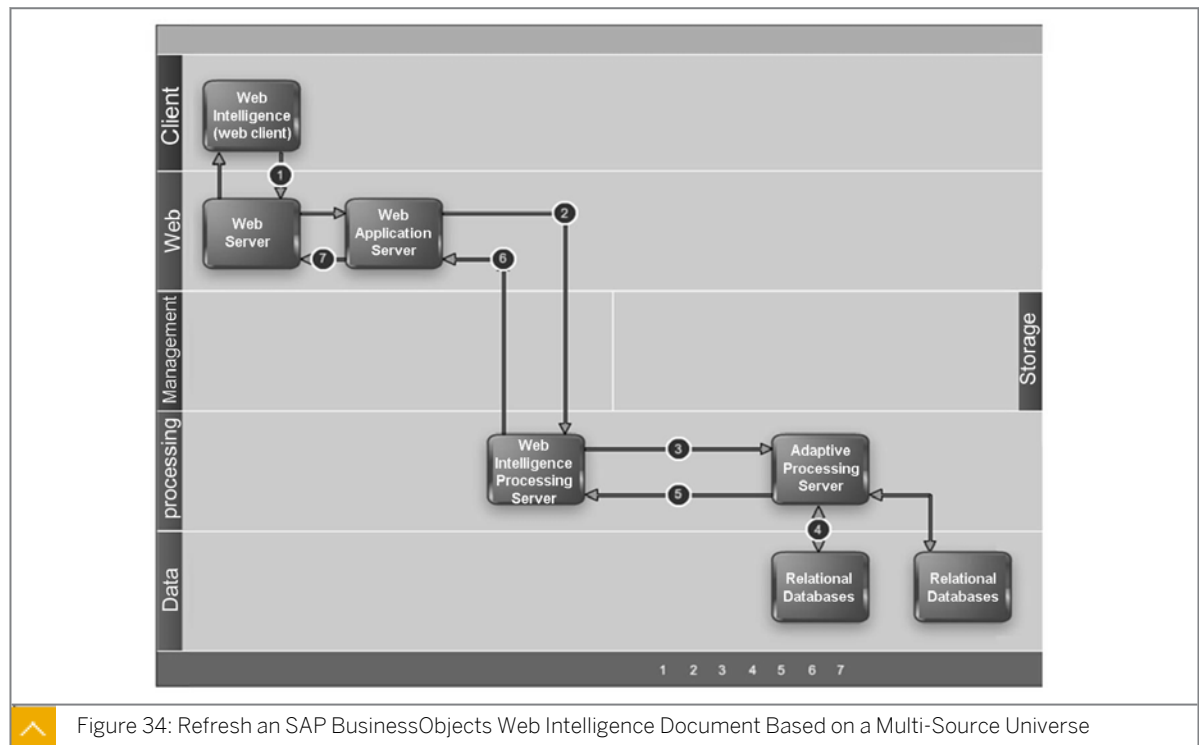 Client
Web
Intelligence
(web client)
1
Web
Web
Server
Web
Application
Server
2
7
6
Management
Storage
processing
Web
Intelligence
Processing
Server
3
5
Adaptive
Processing
Server
4
Data
Relational
Databases
Relational
Databases
1 2 3 4 5 6 7
Figure 34: Refresh an SAP BusinessObjects Web Intelligence Document Based on a Multi-Source Universe